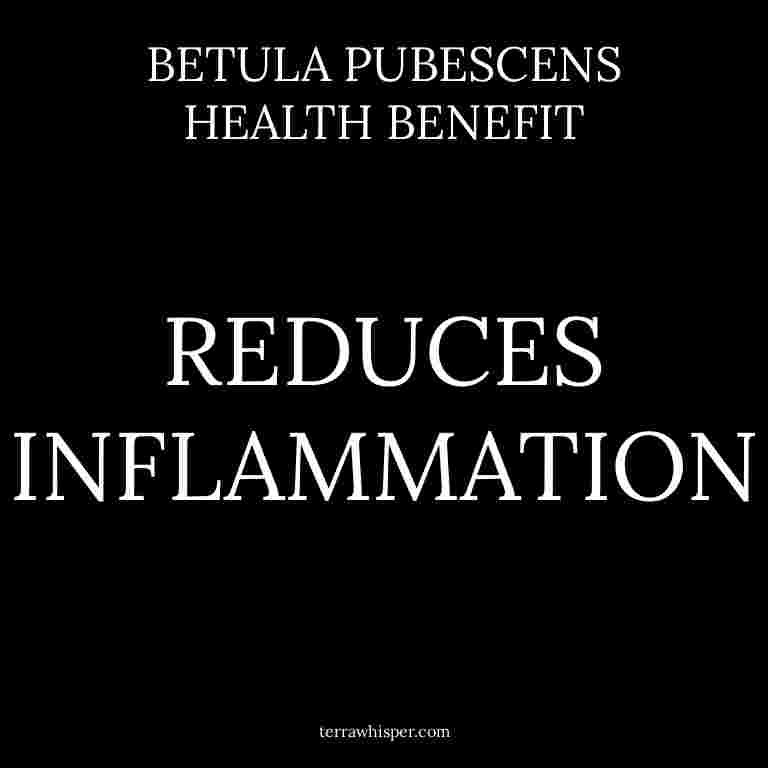 BETULA PUBESCENS
HEALTH BENEFIT
REDUCES
INFLAMMATION
terrawhisper.com